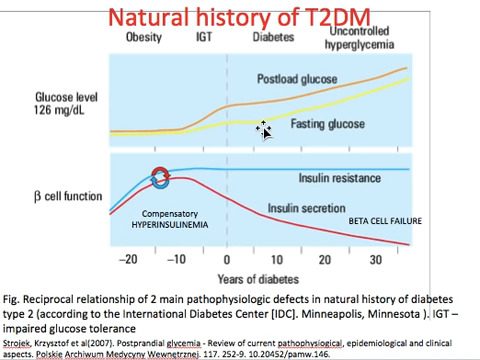 Natural history of T2DM
Obesity IGT Diabetes Uncontrolled
hyperglycemia
Postload glucose
Glucose level
126 mg/dL
Fasting glucose
Insulin resistance
β cell function
Insulin secretion
Compensatory
HYPERINSULINEMIA
BETA CELL FAILURE
−20 −10 0 10 20 30
Years of diabetes
Fig. Reciprocal relationship of 2 main pathophysiologic defects in natural history of diabetes
type 2 (according to the International Diabetes Center [IDC]. Minneapolis, Minnesota ). IGT –
impaired glucose tolerance
Strojek, Krzysztof et al(2007). Postprandial glycemia - Review of current pathophysiological, epidemiological and clinical
aspects. Polskie Archiwum Medycyny Wewnętrznej. 117. 252-9. 10.20452/pamw.146.